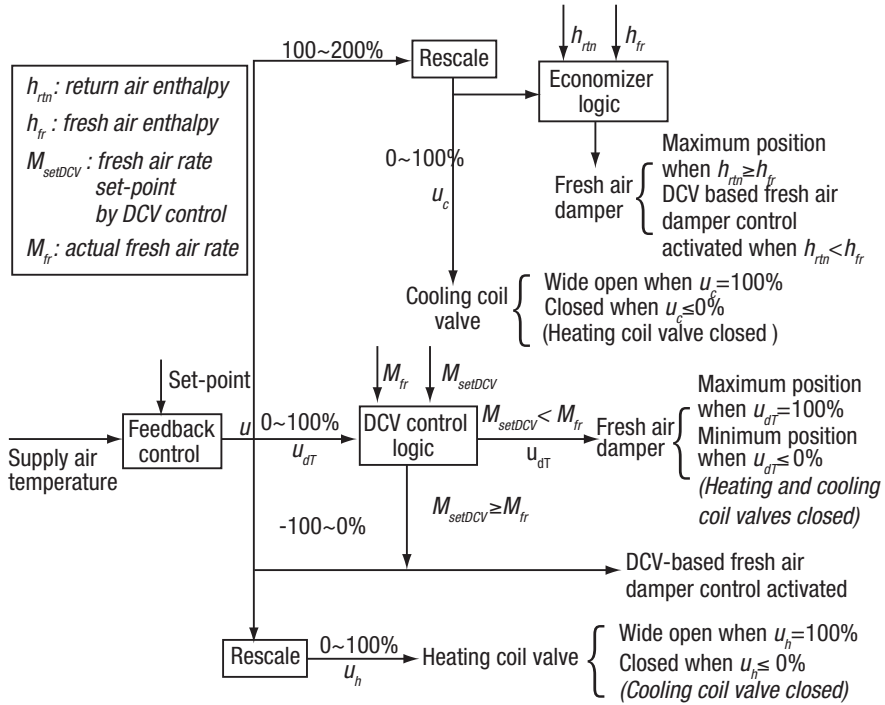 100~200%
Rescale
h_rtn
h_fr
Economizer
logic
h_rtn: return air enthalpy
h_fr: fresh air enthalpy
M_setDCV: fresh air rate
set-point
by DCV control
M_fr: actual fresh air rate
0~100%
u_c
Fresh air
damper
Maximum position
when h_rtn≥h_fr
DCV based fresh air
damper control
activated when h_rtn<h_fr
Cooling coil
valve
Wide open when u_c=100%
Closed when u_c≤0%
(Heating coil valve closed )
Set-point
M_fr
M_setDCV
Supply air
temperature
Feedback
control
u
0~100%
u_dT
DCV control
logic
M_setDCV< M_fr
u_dT
Fresh air
damper
Maximum position
when u_dT=100%
Minimum position
when u_dT≤ 0%
(Heating and cooling
coil valves closed)
M_setDCV≥M_fr
-100~0%
DCV-based fresh air
damper control activated
Rescale
0~100%
u_h
Heating coil valve
Wide open when u_h=100%
Closed when u_h≤ 0%
(Cooling coil valve closed)